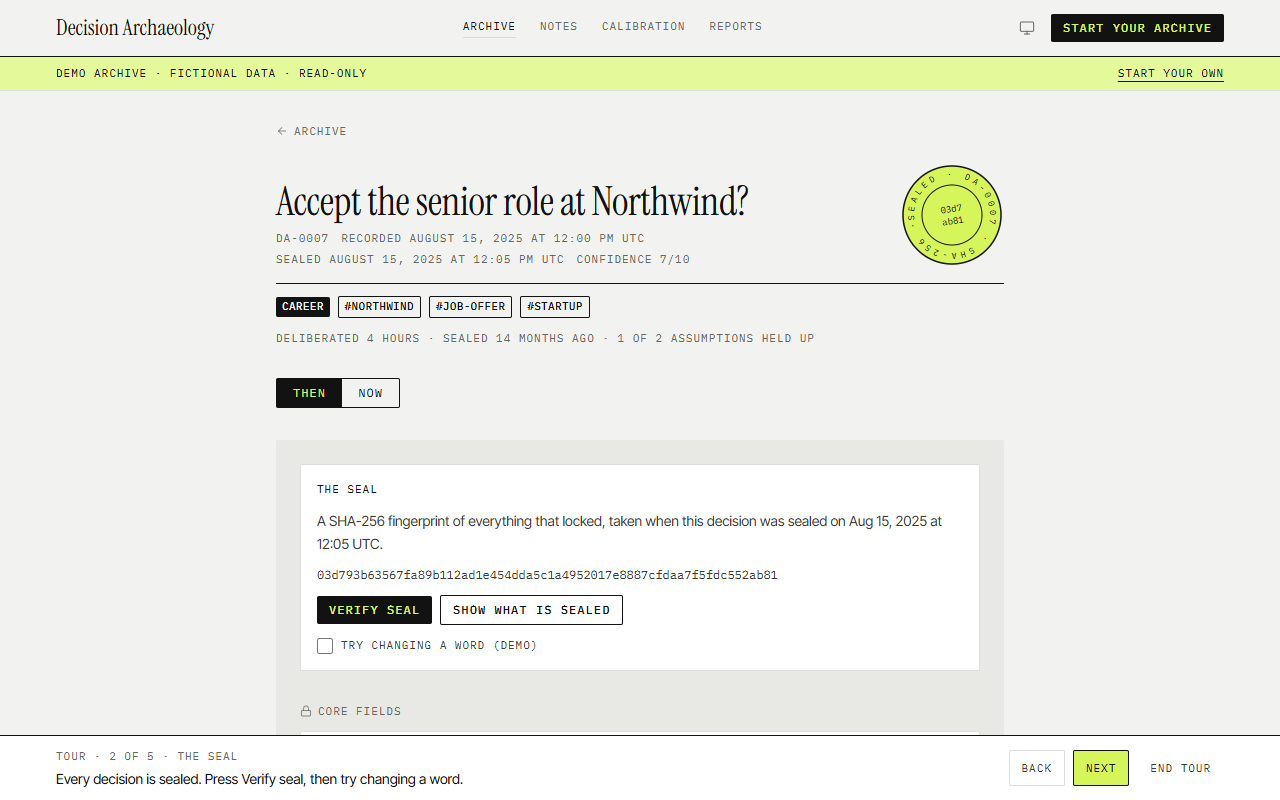 Decision Archaeology
ARCHIVE NOTES CALIBRATION REPORTS
START YOUR ARCHIVE
DEMO ARCHIVE · FICTIONAL DATA · READ-ONLY
START YOUR OWN
← ARCHIVE
Accept the senior role at Northwind?
DA-0007 RECORDED AUGUST 15, 2025 AT 12:00 PM UTC
SEALED AUGUST 15, 2025 AT 12:05 PM UTC CONFIDENCE 7/10
SEALED · DA-0007 · SHA-256 ·
03d7
ab81
CAREER #NORTHWIND #JOB-OFFER #STARTUP
DELIBERATED 4 HOURS · SEALED 14 MONTHS AGO · 1 OF 2 ASSUMPTIONS HELD UP
THEN NOW
THE SEAL
A SHA-256 fingerprint of everything that locked, taken when this decision was sealed on Aug 15, 2025 at
12:05 UTC.
03d793b63567fa89b112ad1e454dda5c1a4952017e8887cfdaa7f5fdc552ab81
VERIFY SEAL SHOW WHAT IS SEALED
TRY CHANGING A WORD (DEMO)
CORE FIELDS
TOUR · 2 OF 5 · THE SEAL
Every decision is sealed. Press Verify seal, then try changing a word.
BACK NEXT END TOUR